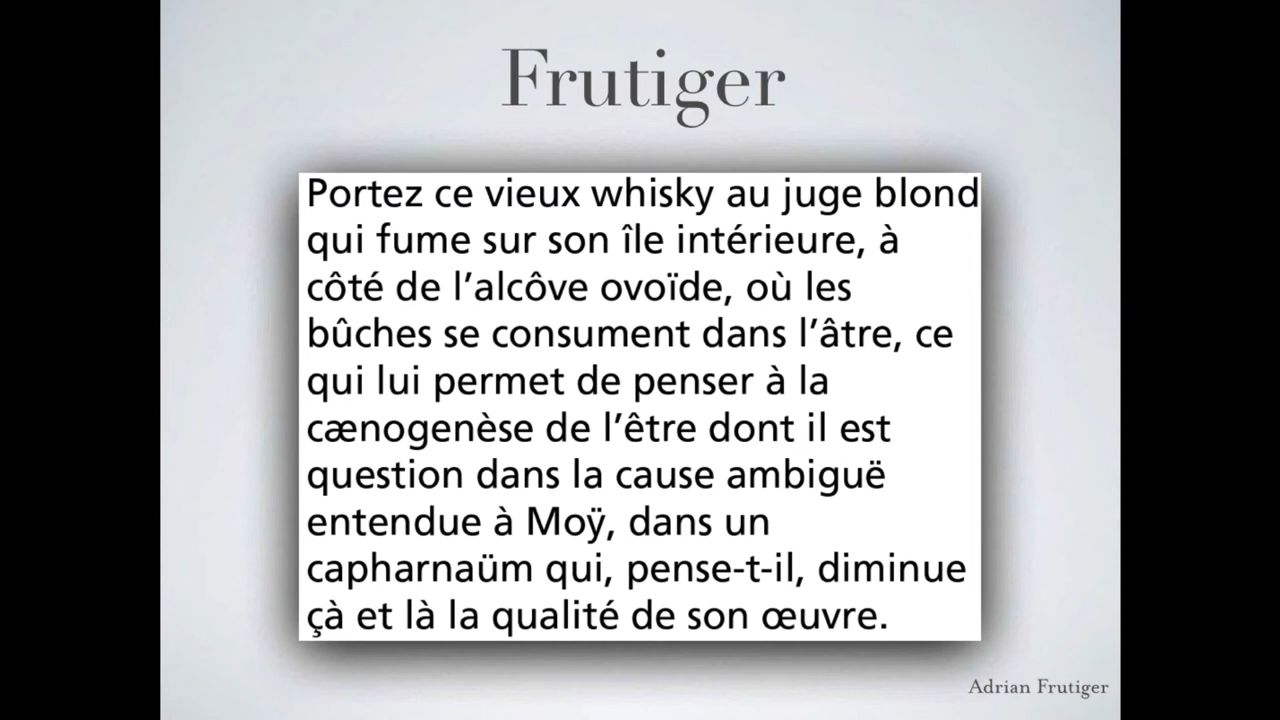 Frutiger
Portez ce vieux whisky au juge blond
qui fume sur son île intérieure, à
côté de l’alcôve ovoïde, où les
bûches se consument dans l’âtre, ce
qui lui permet de penser à la
cænogenèse de l’être dont il est
question dans la cause ambiguë
entendue à Moÿ, dans un
capharnaüm qui, pense-t-il, diminue
çà et là la qualité de son œuvre.
Adrian Frutiger